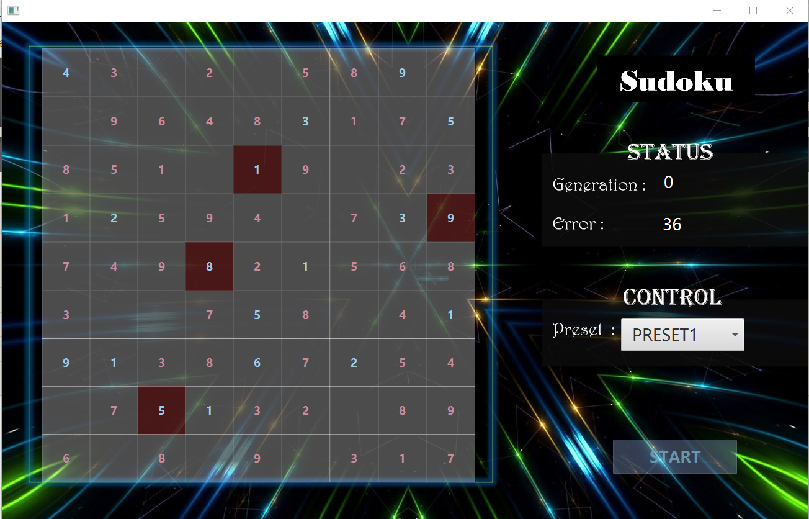 4 3 2 5 8 9
9 6 4 8 3 1 7 5
8 5 1 1 9 2 3
1 2 5 9 4 7 3 9
7 4 9 8 2 1 5 6 8
3 7 5 8 4 1
9 1 3 8 6 7 2 5 4
7 5 1 3 2 8 9
6 8 9 3 1 7
Sudoku
STATUS
Generation : 0
Error : 36
CONTROL
Preset : PRESET1
START